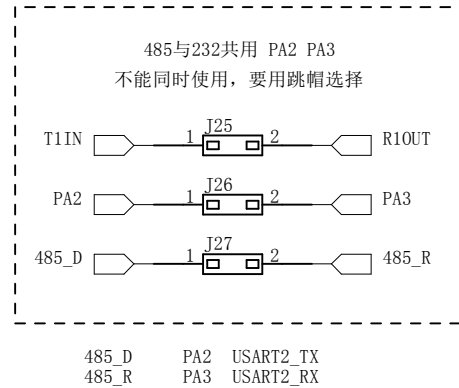 485与232共用 PA2 PA3
不能同时使用，要用跳帽选择
J25
T1IN 1 2 R1OUT
J26
PA2 1 2 PA3
J27
485_D 1 2 485_R
485_D PA2 USART2_TX
485_R PA3 USART2_RX